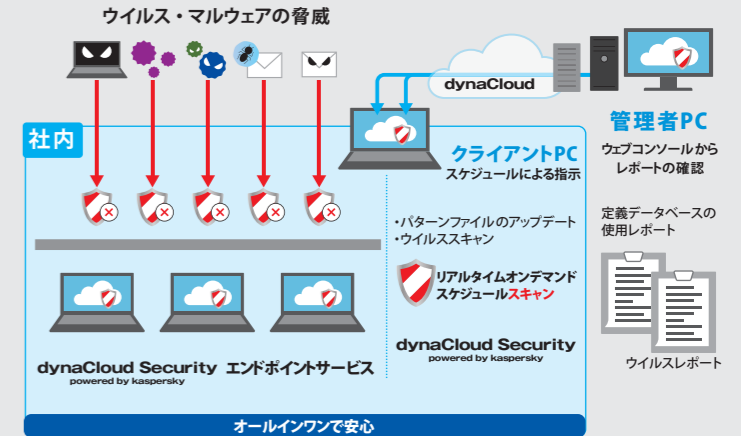 ウイルス・マルウェアの脅威
dynaCloud
管理者PC
ウェブコンソールから
レポートの確認
社内
クライアントPC
スケジュールによる指示
・パターンファイルのアップデート
・ウイルススキャン
定義データベースの
使用レポート
リアルタイムオンデマンド
スケジュールスキャン
dynaCloud Security
powered by kaspersky
ウイルスレポート
dynaCloud Security エンドポイントサービス
powered by kaspersky
オールインワンで安心